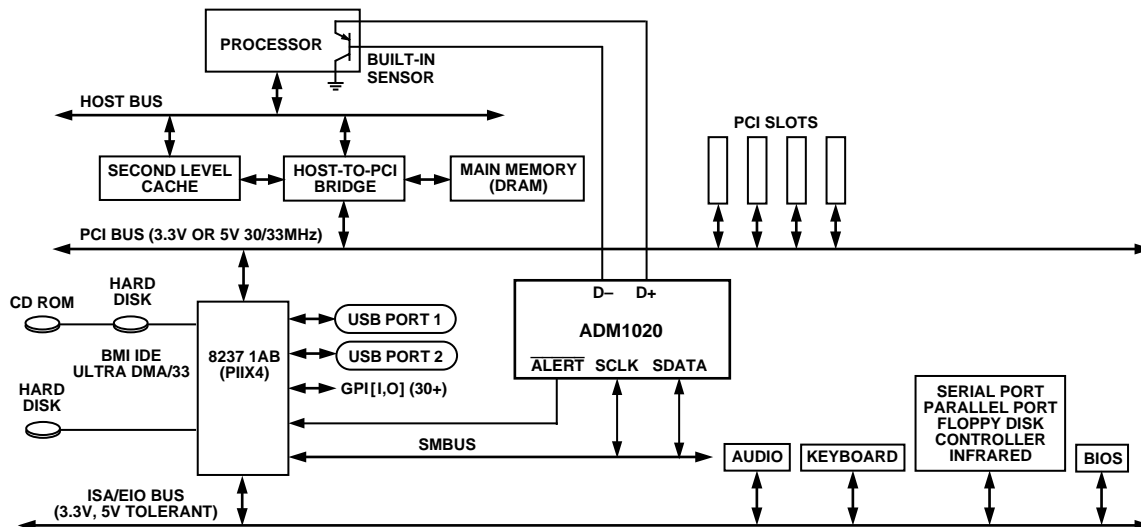 PROCESSOR
BUILT-IN
SENSOR
HOST BUS
PCI SLOTS
SECOND LEVEL
CACHE
HOST-TO-PCI
BRIDGE
MAIN MEMORY
(DRAM)
PCI BUS (3.3V OR 5V 30/33MHz)
D–
D+
ADM1020
ALERT
SCLK
SDATA
CD ROM
HARD
DISK
BMI IDE
ULTRA DMA/33
HARD
DISK
8237 1AB
(PIIX4)
USB PORT 1
USB PORT 2
GPI [I,O] (30+)
SMBUS
AUDIO
KEYBOARD
SERIAL PORT
PARALLEL PORT
FLOPPY DISK
CONTROLLER
INFRARED
BIOS
ISA/EIO BUS
(3.3V, 5V TOLERANT)